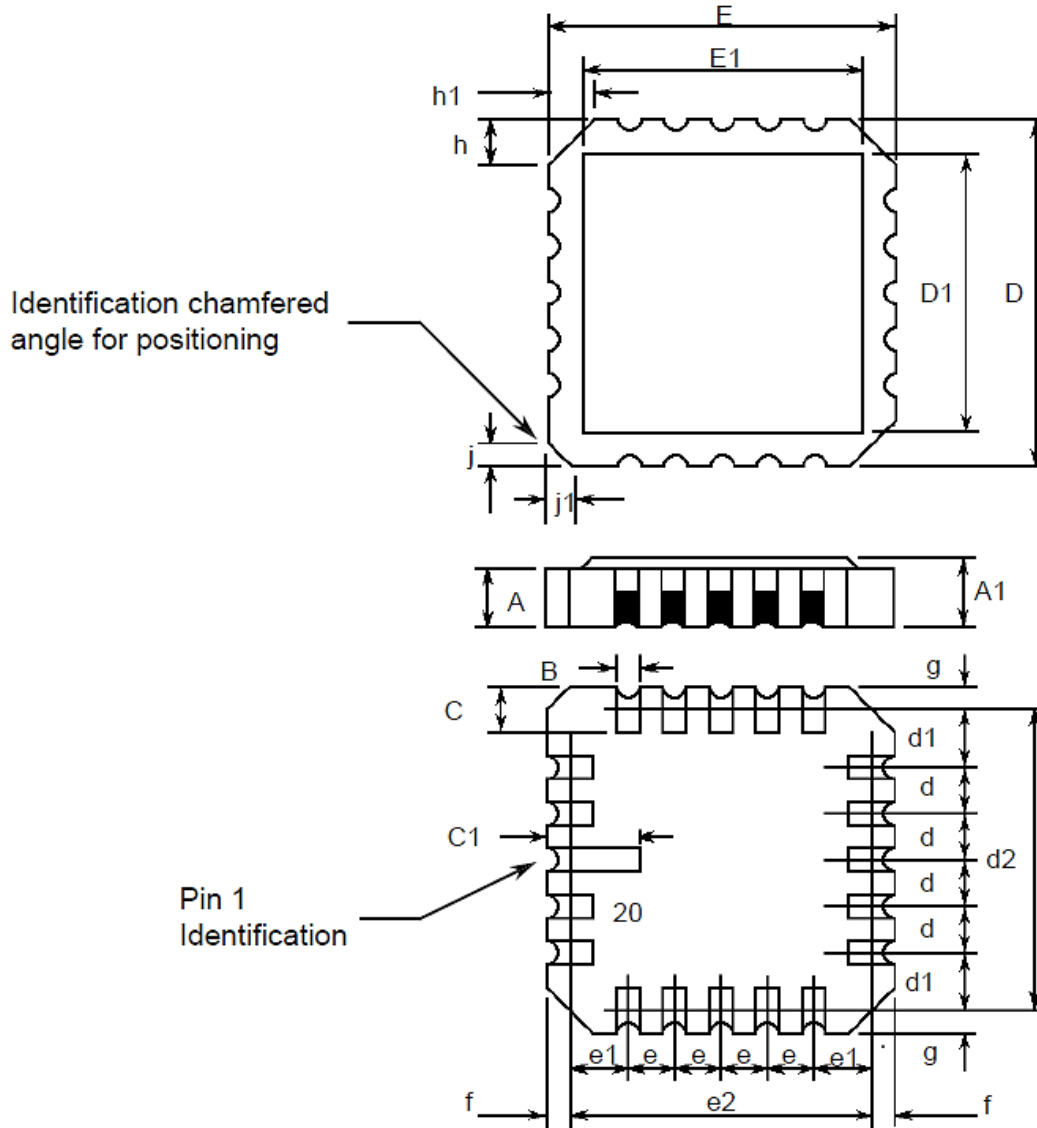 E
E1
h1
h
D1
D
Identification chamfered
angle for positioning
j
j1
A
A1
B
g
C
d1
d
C1
d
d2
Pin 1
Identification
20
d
d
d1
e1
e
e
e
e
e1
g
f
e2
f